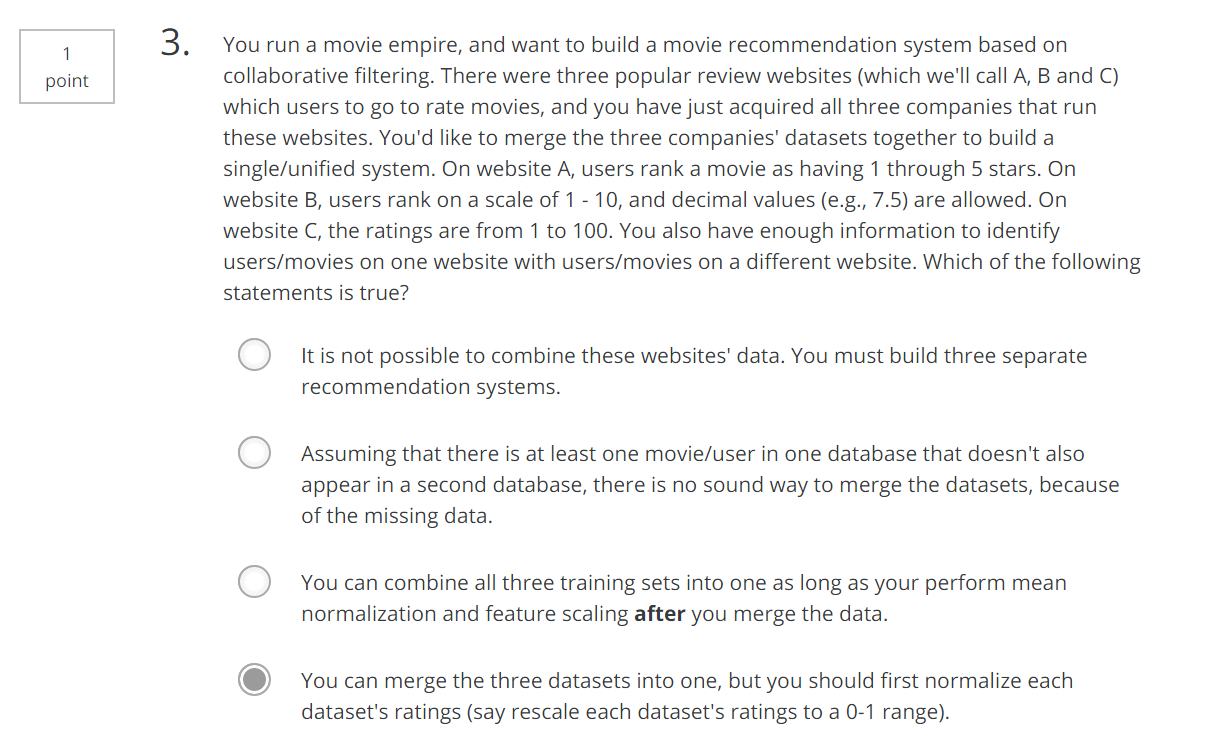 1
point
3.
You run a movie empire, and want to build a movie recommendation system based on
collaborative filtering. There were three popular review websites (which we'll call A, B and C)
which users to go to rate movies, and you have just acquired all three companies that run
these websites. You'd like to merge the three companies' datasets together to build a
single/unified system. On website A, users rank a movie as having 1 through 5 stars. On
website B, users rank on a scale of 1 - 10, and decimal values (e.g., 7.5) are allowed. On
website C, the ratings are from 1 to 100. You also have enough information to identify
users/movies on one website with users/movies on a different website. Which of the following
statements is true?
It is not possible to combine these websites' data. You must build three separate
recommendation systems.
Assuming that there is at least one movie/user in one database that doesn't also
appear in a second database, there is no sound way to merge the datasets, because
of the missing data.
You can combine all three training sets into one as long as your perform mean
normalization and feature scaling after you merge the data.
You can merge the three datasets into one, but you should first normalize each
dataset's ratings (say rescale each dataset's ratings to a 0-1 range).